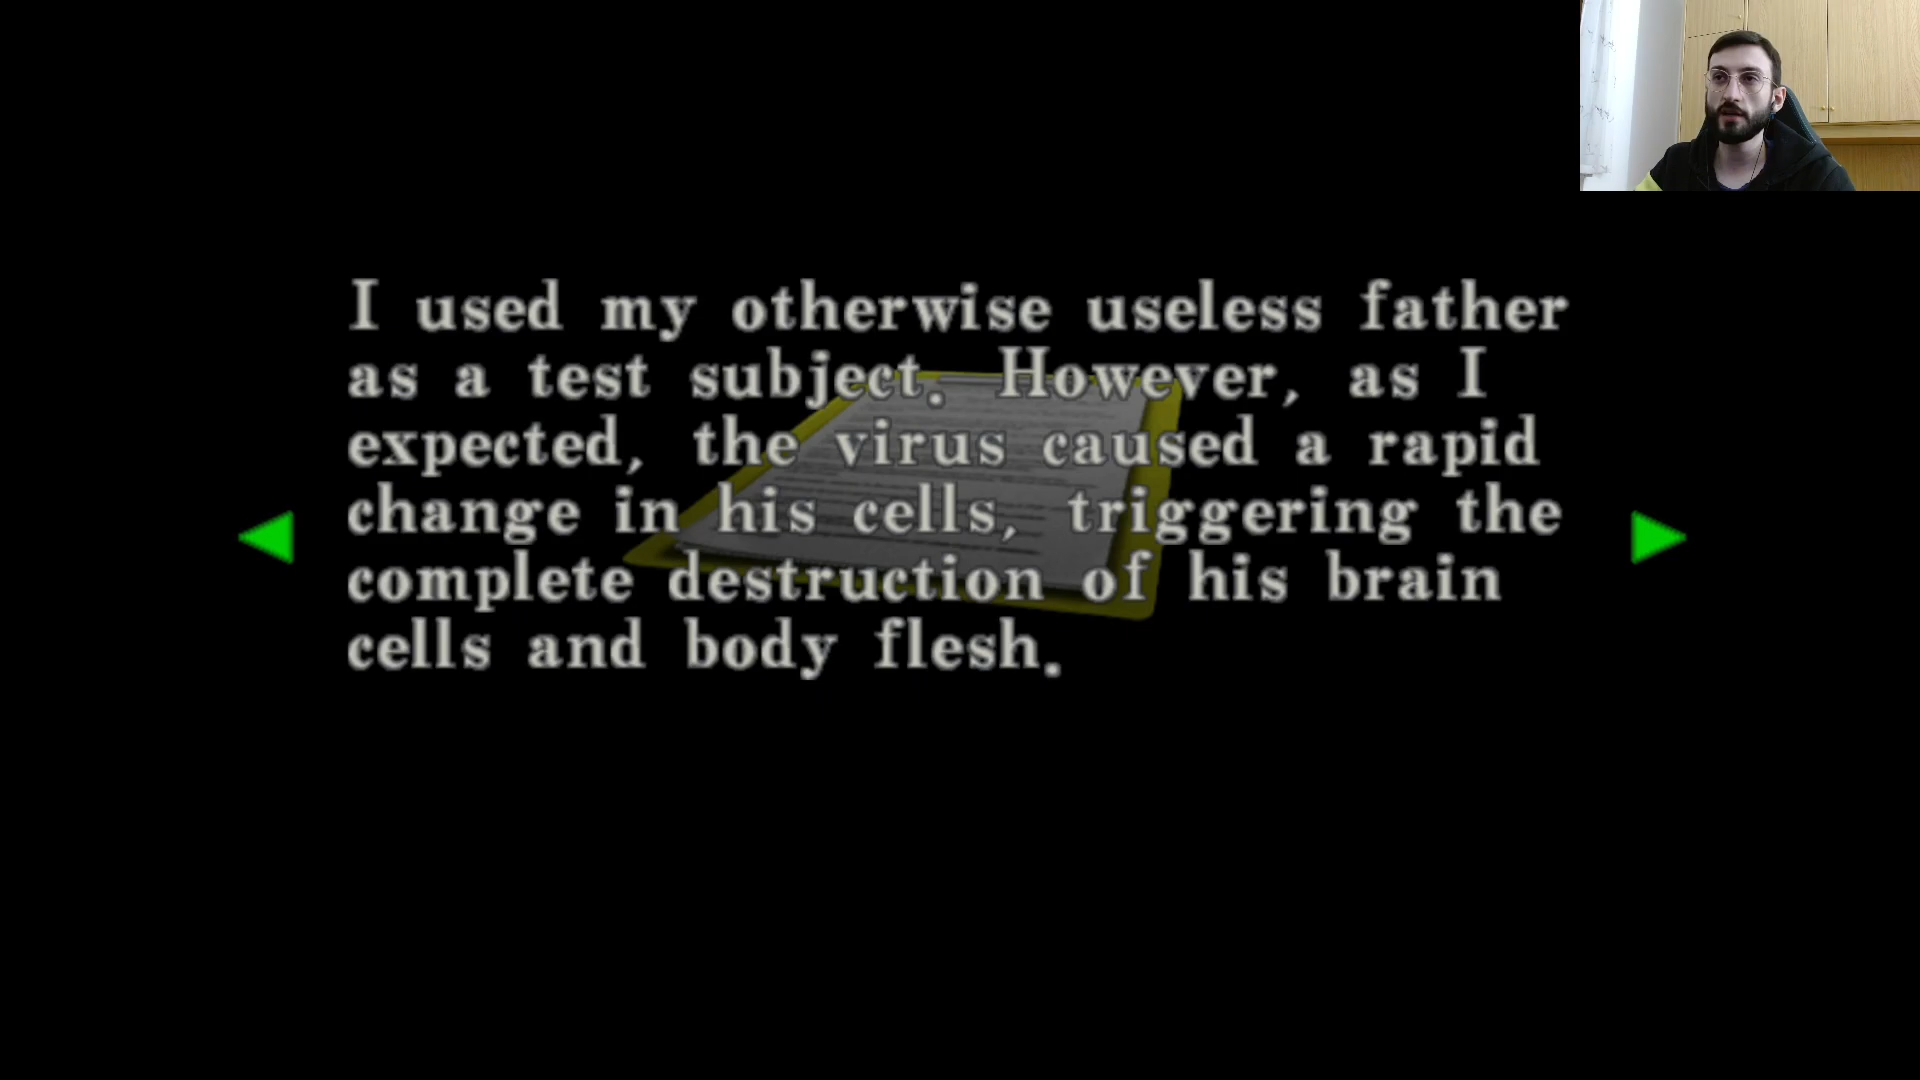 I used my otherwise useless father
as a test subject. However, as I
expected, the virus caused a rapid
change in his cells, triggering the
complete destruction of his brain
cells and body flesh.